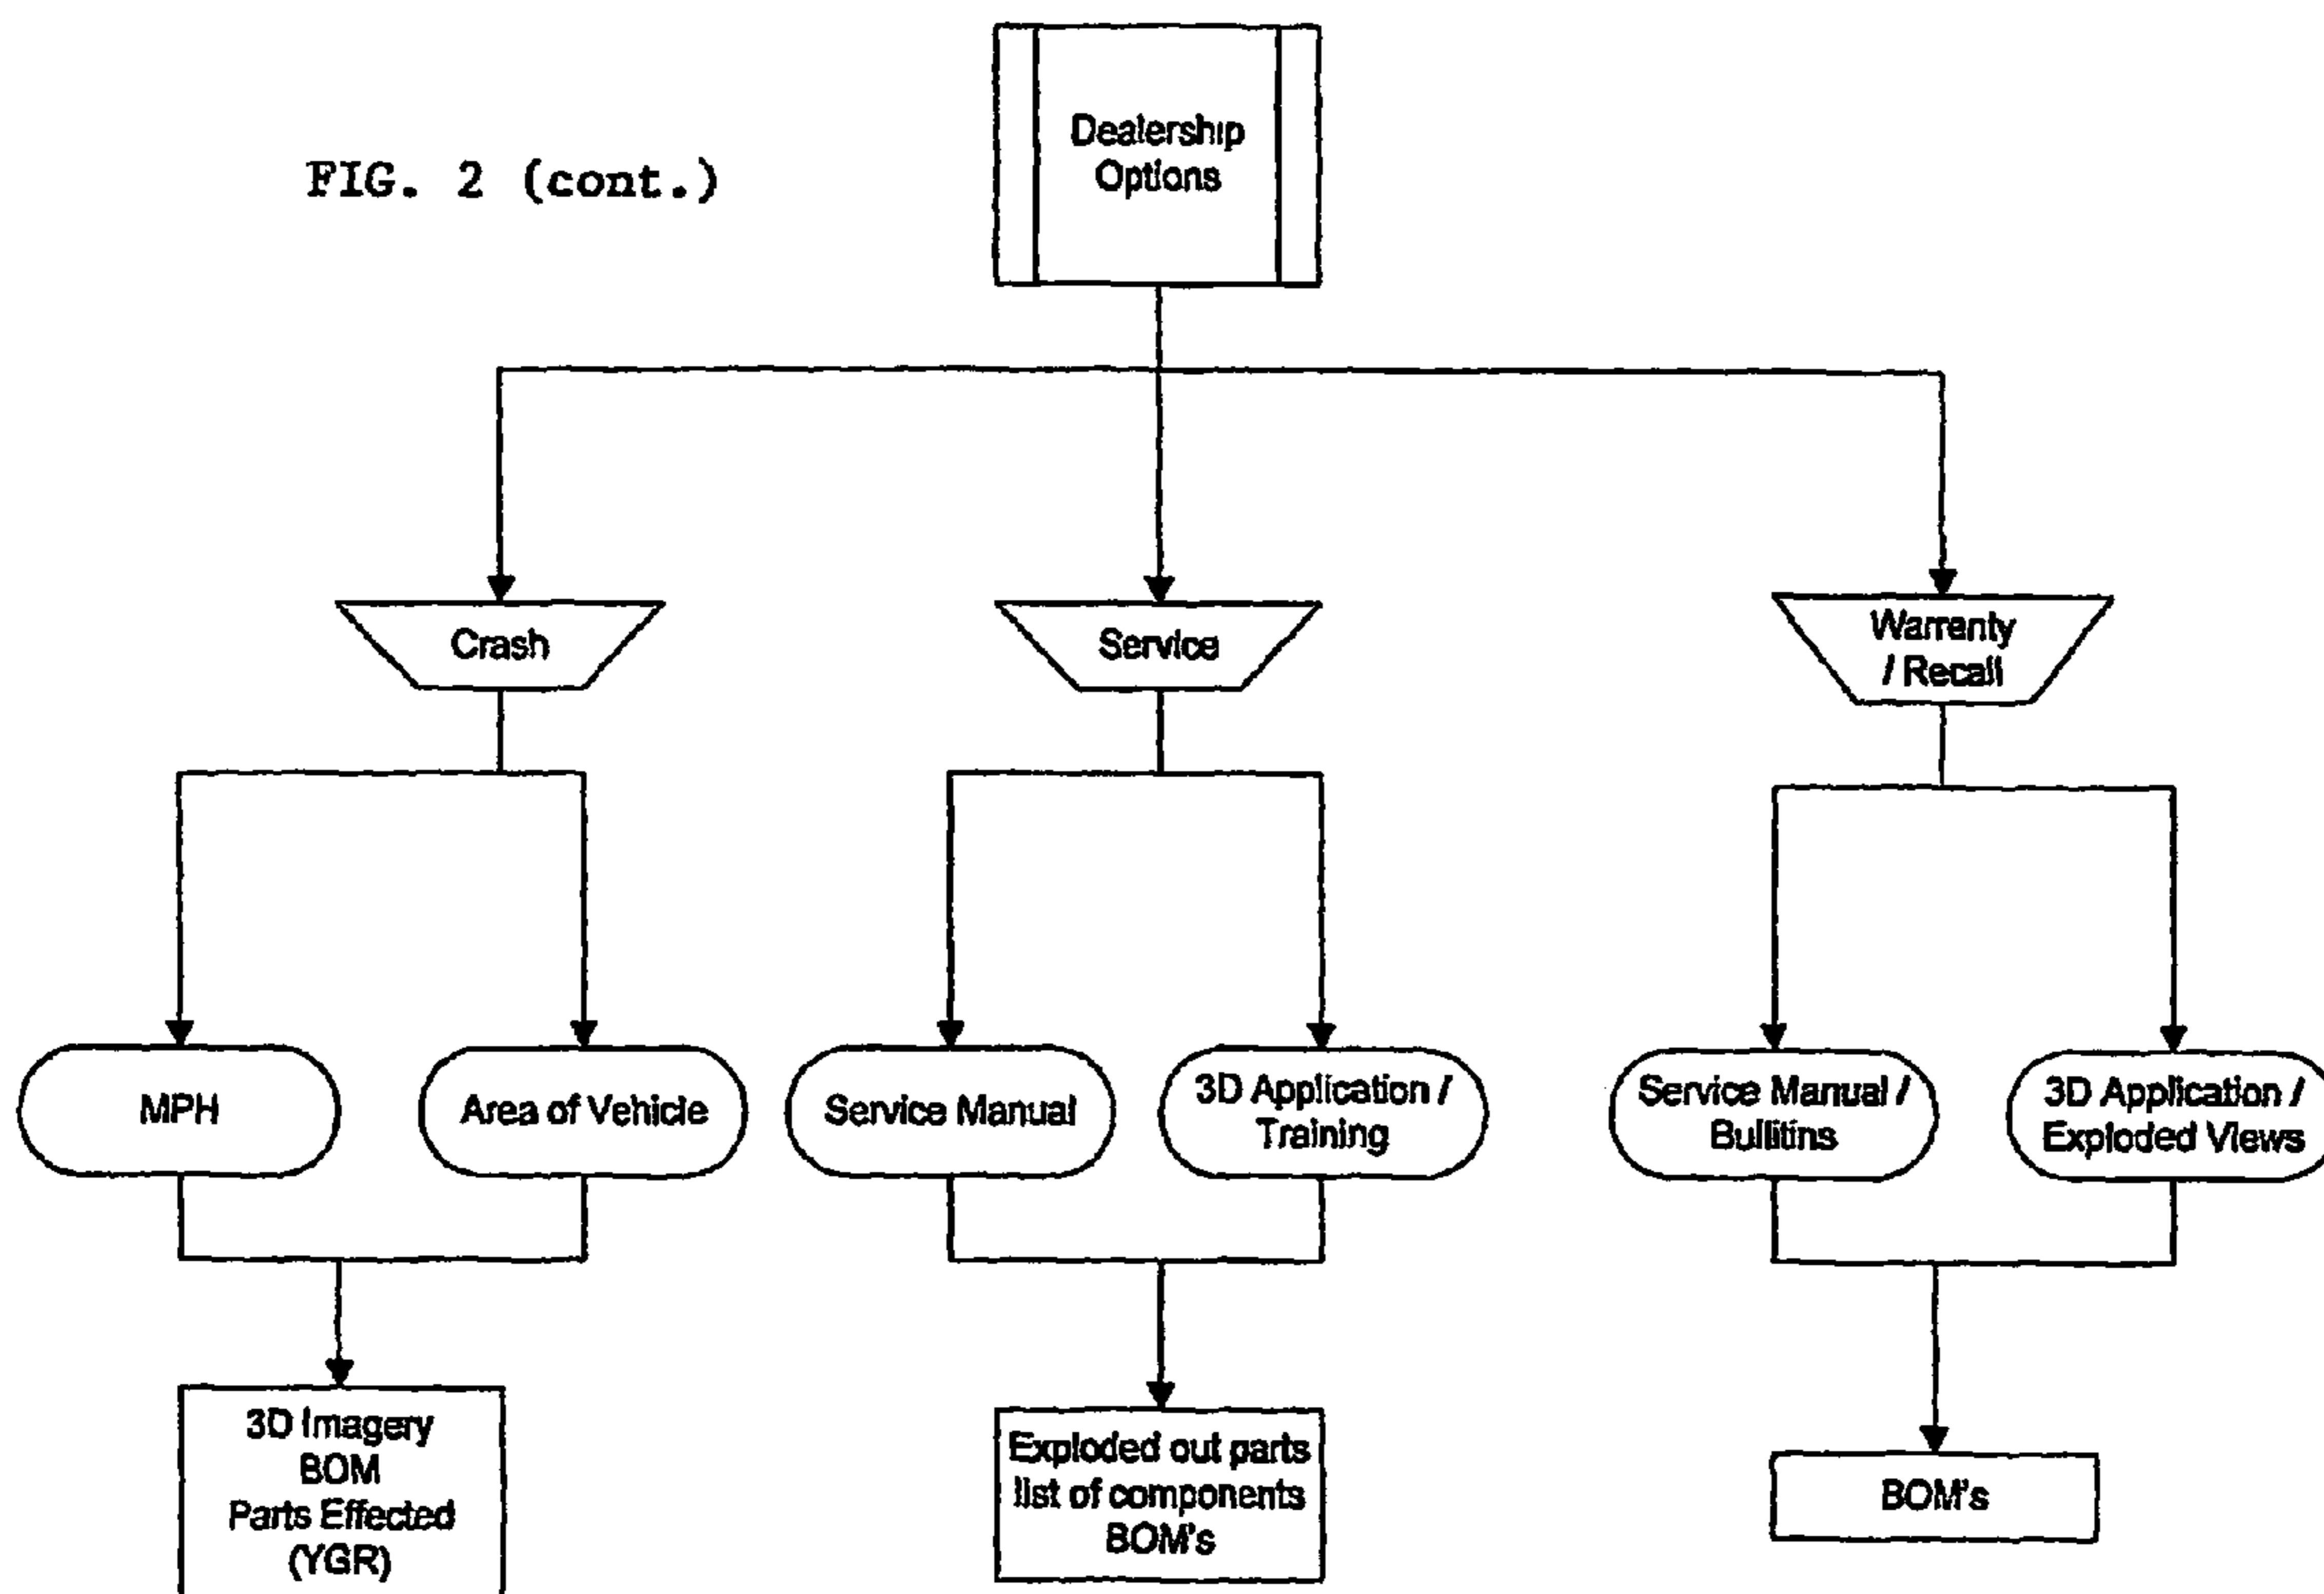 FIG. 2 (cont.)
Dealership
Options
Crash
Service
Warrenty
/ Recall
MPH
Area of Vehicle
Service Manual
3D Application /
Training
Service Manual /
Bullitins
3D Application /
Exploded Views
3D Imagery
BOM
Parts Effected
(YGR)
Exploded out parts
list of components
BOM's
BOM's